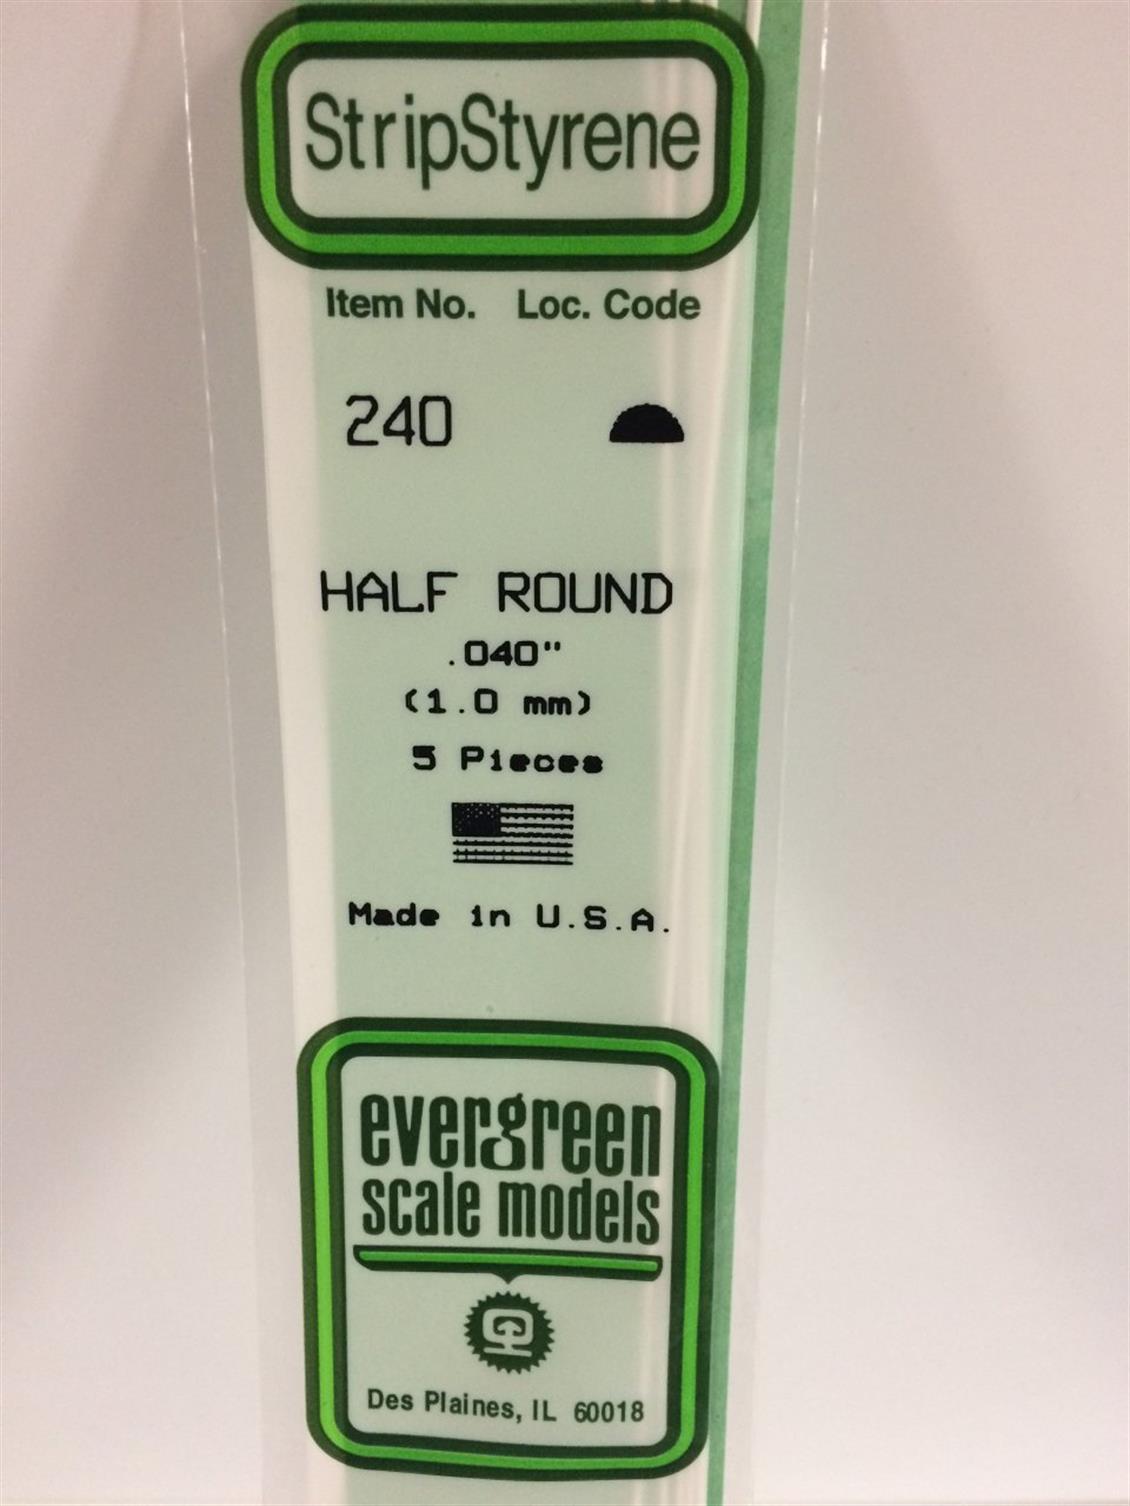 StripStyrene
Item No. Loc. Code
240
HALF ROUND
.040"
(1.0 mm)
5 Pieces
Made in U.S.A.
evergreen
scale models
Des Plaines, IL 60018